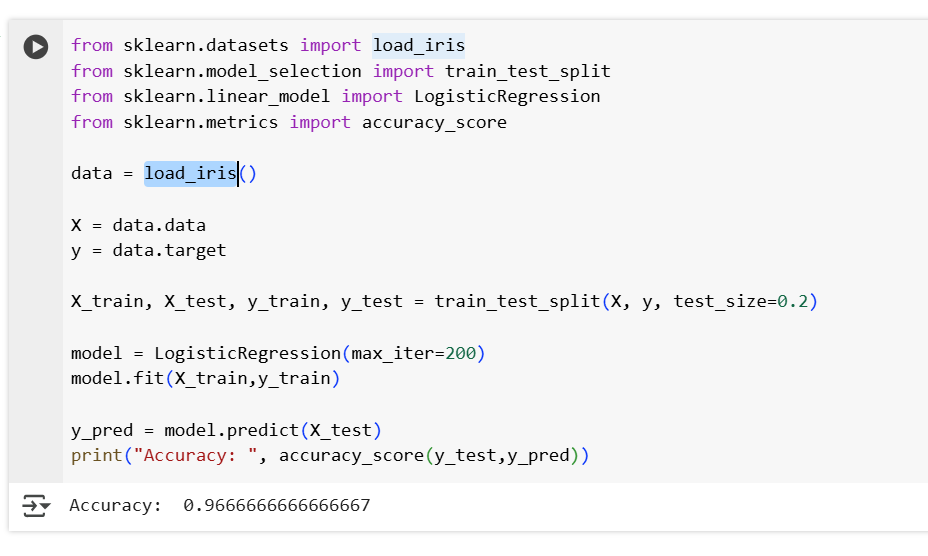 from sklearn.datasets import load_iris
from sklearn.model_selection import train_test_split
from sklearn.linear_model import LogisticRegression
from sklearn.metrics import accuracy_score
data = load_iris()
X = data.data
y = data.target
X_train, X_test, y_train, y_test = train_test_split(X, y, test_size=0.2)
model = LogisticRegression(max_iter=200)
model.fit(X_train,y_train)
y_pred = model.predict(X_test)
print("Accuracy: ", accuracy_score(y_test,y_pred))
Accuracy:  0.9666666666666667